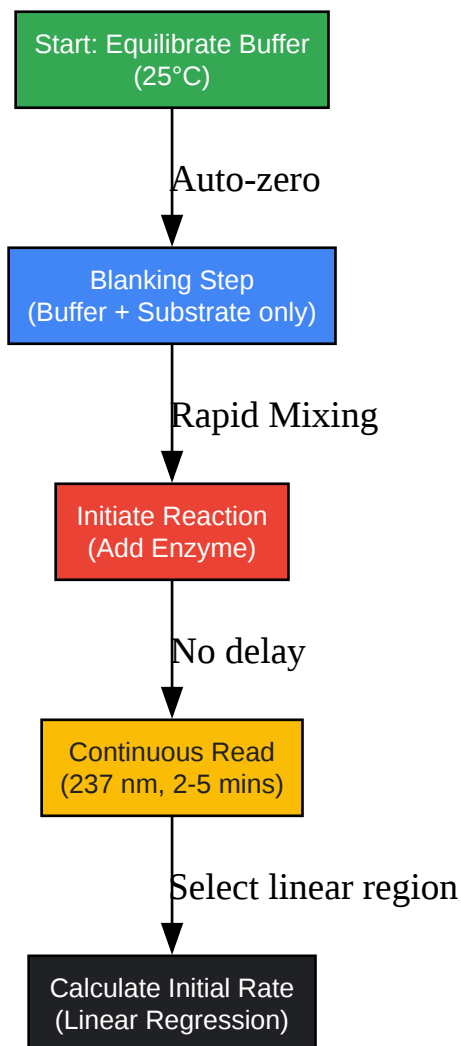 Start: Equilibrate Buffer
(25°C)
Auto-zero
Blanking Step
(Buffer + Substrate only)
Rapid Mixing
Initiate Reaction
(Add Enzyme)
No delay
Continuous Read
(237 nm, 2-5 mins)
Select linear region
Calculate Initial Rate
(Linear Regression)